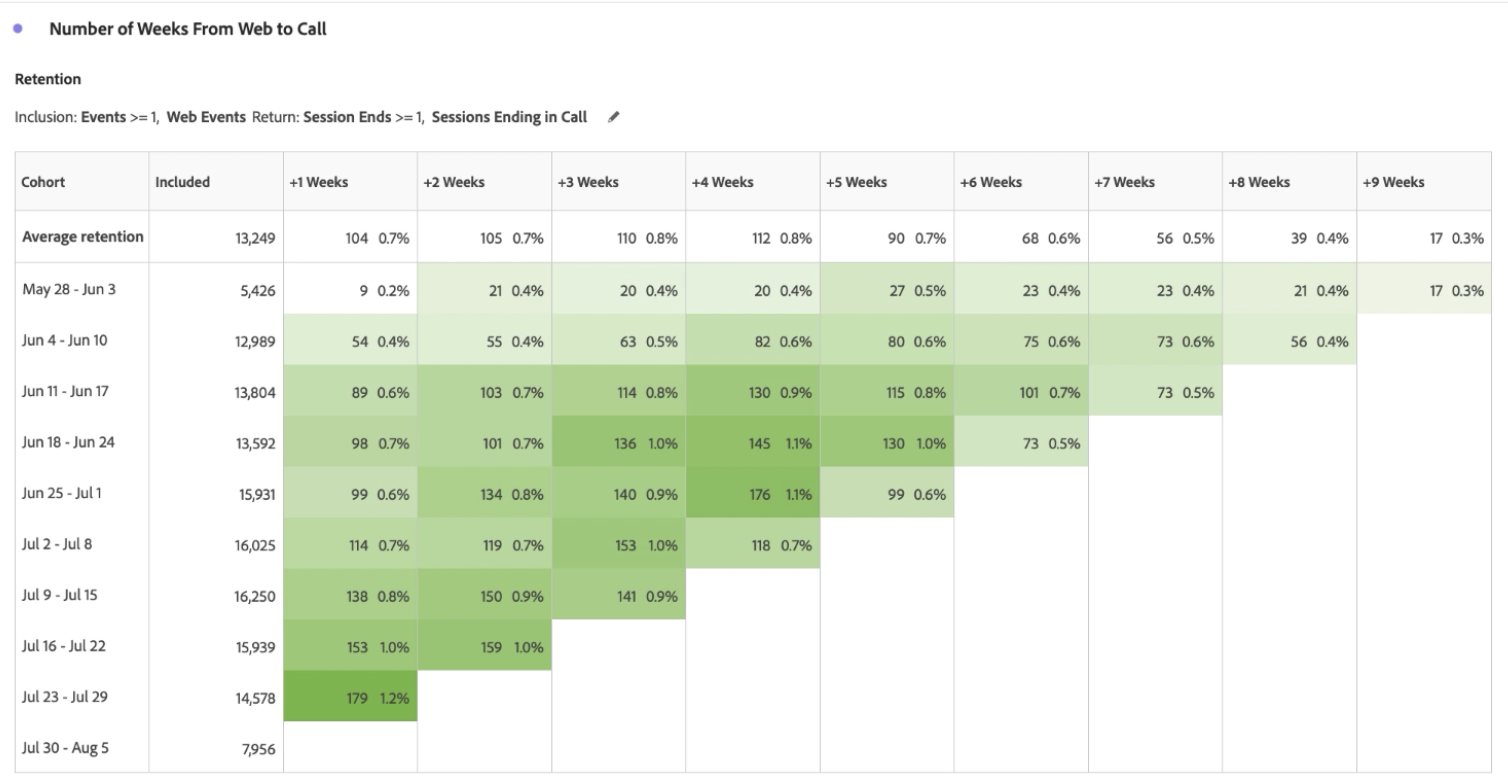 Number of Weeks From Web to Call
Retention
Inclusion: Events >= 1, Web Events Return: Session Ends >= 1, Sessions Ending in Call
Cohort Included +1 Weeks +2 Weeks +3 Weeks +4 Weeks +5 Weeks +6 Weeks +7 Weeks +8 Weeks +9 Weeks
Average retention 13,249 104 0.7% 105 0.7% 110 0.8% 112 0.8% 90 0.7% 68 0.6% 56 0.5% 39 0.4% 17 0.3%
May 28 - Jun 3 5,426 9 0.2% 21 0.4% 20 0.4% 20 0.4% 27 0.5% 23 0.4% 23 0.4% 21 0.4% 17 0.3%
Jun 4 - Jun 10 12,989 54 0.4% 55 0.4% 63 0.5% 82 0.6% 80 0.6% 75 0.6% 73 0.6% 56 0.4%
Jun 11 - Jun 17 13,804 89 0.6% 103 0.7% 114 0.8% 130 0.9% 115 0.8% 101 0.7% 73 0.5%
Jun 18 - Jun 24 13,592 98 0.7% 101 0.7% 136 1.0% 145 1.1% 130 1.0% 73 0.5%
Jun 25 - Jul 1 15,931 99 0.6% 134 0.8% 140 0.9% 176 1.1% 99 0.6%
Jul 2 - Jul 8 16,025 114 0.7% 119 0.7% 153 1.0% 118 0.7%
Jul 9 - Jul 15 16,250 138 0.8% 150 0.9% 141 0.9%
Jul 16 - Jul 22 15,939 153 1.0% 159 1.0%
Jul 23 - Jul 29 14,578 179 1.2%
Jul 30 - Aug 5 7,956